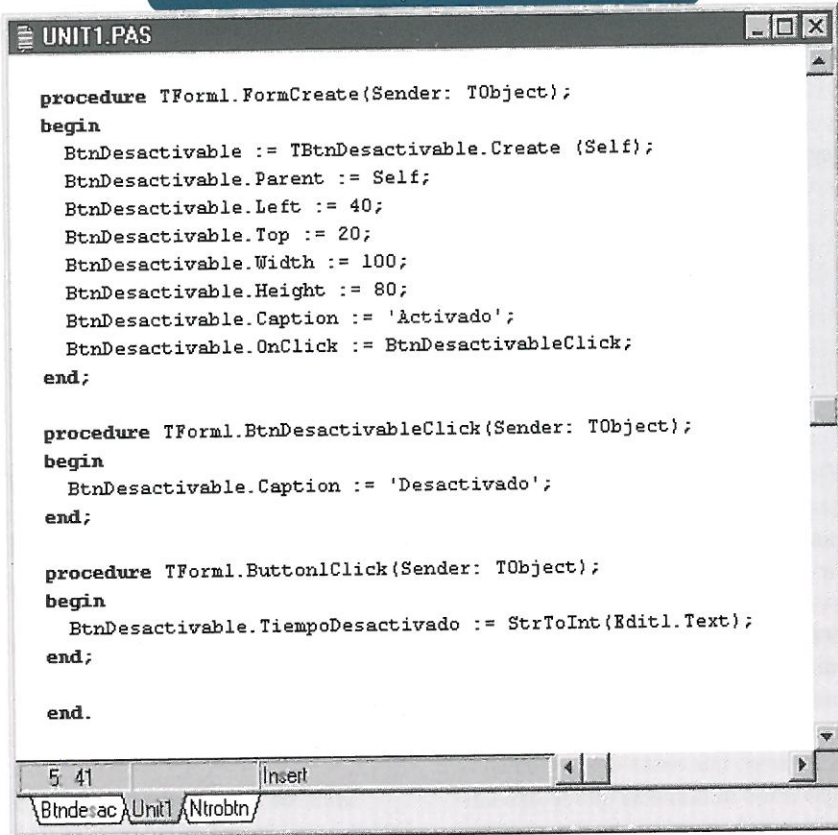 UNIT1.PAS
procedure TForm1.FormCreate(Sender: TObject);
begin
BtnDesactivable := TBtnDesactivable.Create (Self);
BtnDesactivable.Parent := Self;
BtnDesactivable.Left := 40;
BtnDesactivable.Top := 20;
BtnDesactivable.Width := 100;
BtnDesactivable.Height := 80;
BtnDesactivable.Caption := 'Activado';
BtnDesactivable.OnClick := BtnDesactivableClick;
end;
procedure TForm1.BtnDesactivableClick(Sender: TObject);
begin
BtnDesactivable.Caption := 'Desactivado';
end;
procedure TForm1.Button1Click(Sender: TObject);
begin
BtnDesactivable.TiempoDesactivado := StrToInt(Edit1.Text);
end;
end.
5: 41 Insert
Btndesac Unit1 Ntrobtn